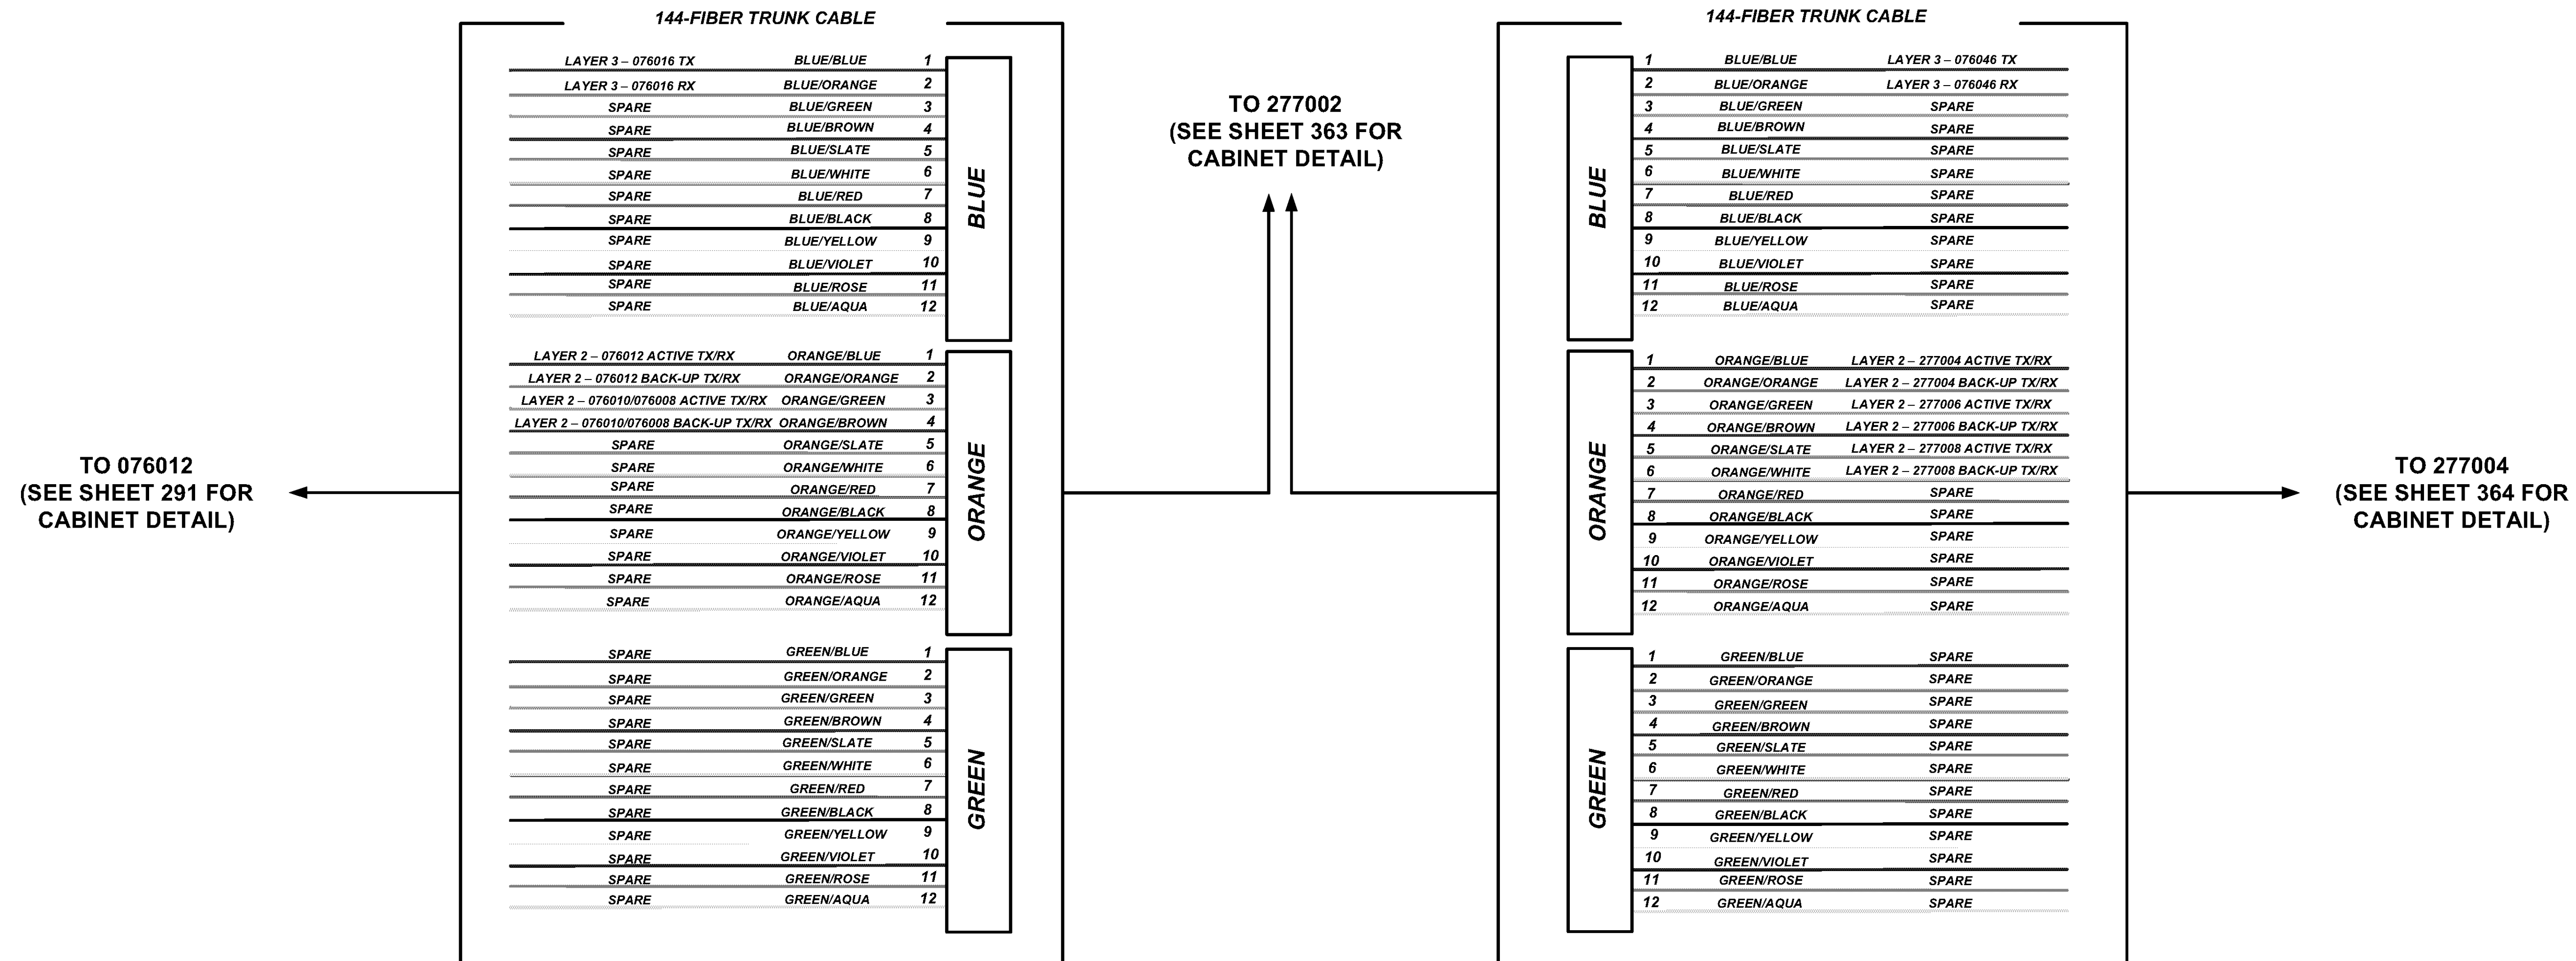 144-FIBER TRUNK CABLE
LAYER 3 – 076016 TX BLUE/BLUE 1
LAYER 3 – 076016 RX BLUE/ORANGE 2
SPARE BLUE/GREEN 3
SPARE BLUE/BROWN 4
SPARE BLUE/SLATE 5
SPARE BLUE/WHITE 6
SPARE BLUE/RED 7
SPARE BLUE/BLACK 8
SPARE BLUE/YELLOW 9
SPARE BLUE/VIOLET 10
SPARE BLUE/ROSE 11
SPARE BLUE/AQUA 12
BLUE
LAYER 2 – 076012 ACTIVE TX/RX ORANGE/BLUE 1
LAYER 2 – 076012 BACK-UP TX/RX ORANGE/ORANGE 2
LAYER 2 – 076010/076008 ACTIVE TX/RX ORANGE/GREEN 3
LAYER 2 – 076010/076008 BACK-UP TX/RX ORANGE/BROWN 4
SPARE ORANGE/SLATE 5
SPARE ORANGE/WHITE 6
SPARE ORANGE/RED 7
SPARE ORANGE/BLACK 8
SPARE ORANGE/YELLOW 9
SPARE ORANGE/VIOLET 10
SPARE ORANGE/ROSE 11
SPARE ORANGE/AQUA 12
ORANGE
SPARE GREEN/BLUE 1
SPARE GREEN/ORANGE 2
SPARE GREEN/GREEN 3
SPARE GREEN/BROWN 4
SPARE GREEN/SLATE 5
SPARE GREEN/WHITE 6
SPARE GREEN/RED 7
SPARE GREEN/BLACK 8
SPARE GREEN/YELLOW 9
SPARE GREEN/VIOLET 10
SPARE GREEN/ROSE 11
SPARE GREEN/AQUA 12
GREEN
TO 076012
(SEE SHEET 291 FOR
CABINET DETAIL)
TO 277002
(SEE SHEET 363 FOR
CABINET DETAIL)
144-FIBER TRUNK CABLE
BLUE
1 BLUE/BLUE LAYER 3 – 076046 TX
2 BLUE/ORANGE LAYER 3 – 076046 RX
3 BLUE/GREEN SPARE
4 BLUE/BROWN SPARE
5 BLUE/SLATE SPARE
6 BLUE/WHITE SPARE
7 BLUE/RED SPARE
8 BLUE/BLACK SPARE
9 BLUE/YELLOW SPARE
10 BLUE/VIOLET SPARE
11 BLUE/ROSE SPARE
12 BLUE/AQUA SPARE
ORANGE
1 ORANGE/BLUE LAYER 2 – 277004 ACTIVE TX/RX
2 ORANGE/ORANGE LAYER 2 – 277004 BACK-UP TX/RX
3 ORANGE/GREEN LAYER 2 – 277006 ACTIVE TX/RX
4 ORANGE/BROWN LAYER 2 – 277006 BACK-UP TX/RX
5 ORANGE/SLATE LAYER 2 – 277008 ACTIVE TX/RX
6 ORANGE/WHITE LAYER 2 – 277008 BACK-UP TX/RX
7 ORANGE/RED SPARE
8 ORANGE/BLACK SPARE
9 ORANGE/YELLOW SPARE
10 ORANGE/VIOLET SPARE
11 ORANGE/ROSE SPARE
12 ORANGE/AQUA SPARE
GREEN
1 GREEN/BLUE SPARE
2 GREEN/ORANGE SPARE
3 GREEN/GREEN SPARE
4 GREEN/BROWN SPARE
5 GREEN/SLATE SPARE
6 GREEN/WHITE SPARE
7 GREEN/RED SPARE
8 GREEN/BLACK SPARE
9 GREEN/YELLOW SPARE
10 GREEN/VIOLET SPARE
11 GREEN/ROSE SPARE
12 GREEN/AQUA SPARE
TO 277004
(SEE SHEET 364 FOR
CABINET DETAIL)